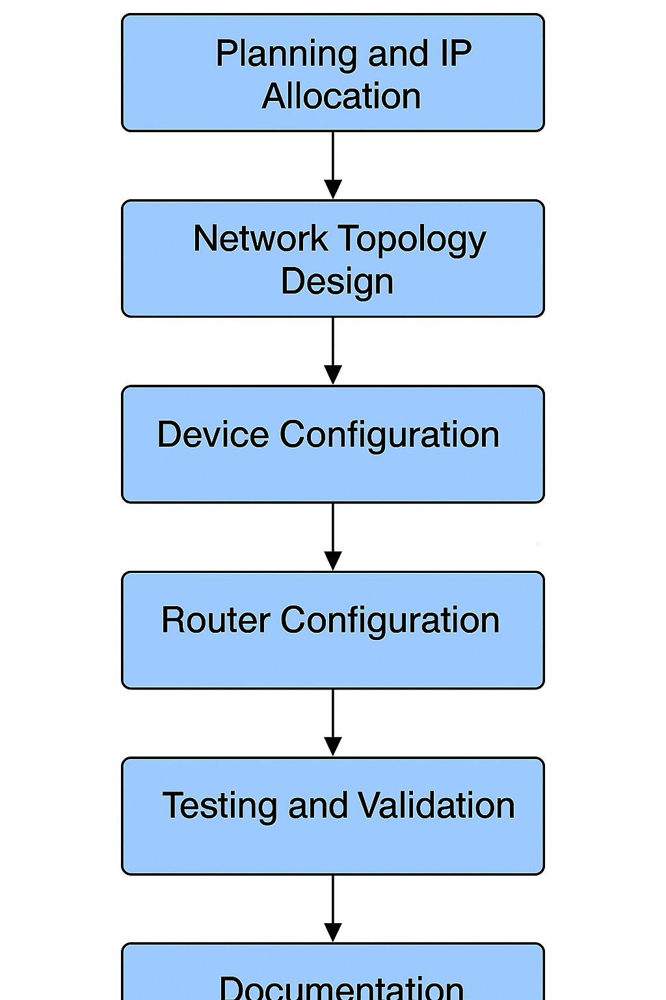 Planning and IP
Allocation
Network Topology
Design
Device Configuration
Router Configuration
Testing and Validation
Documentation